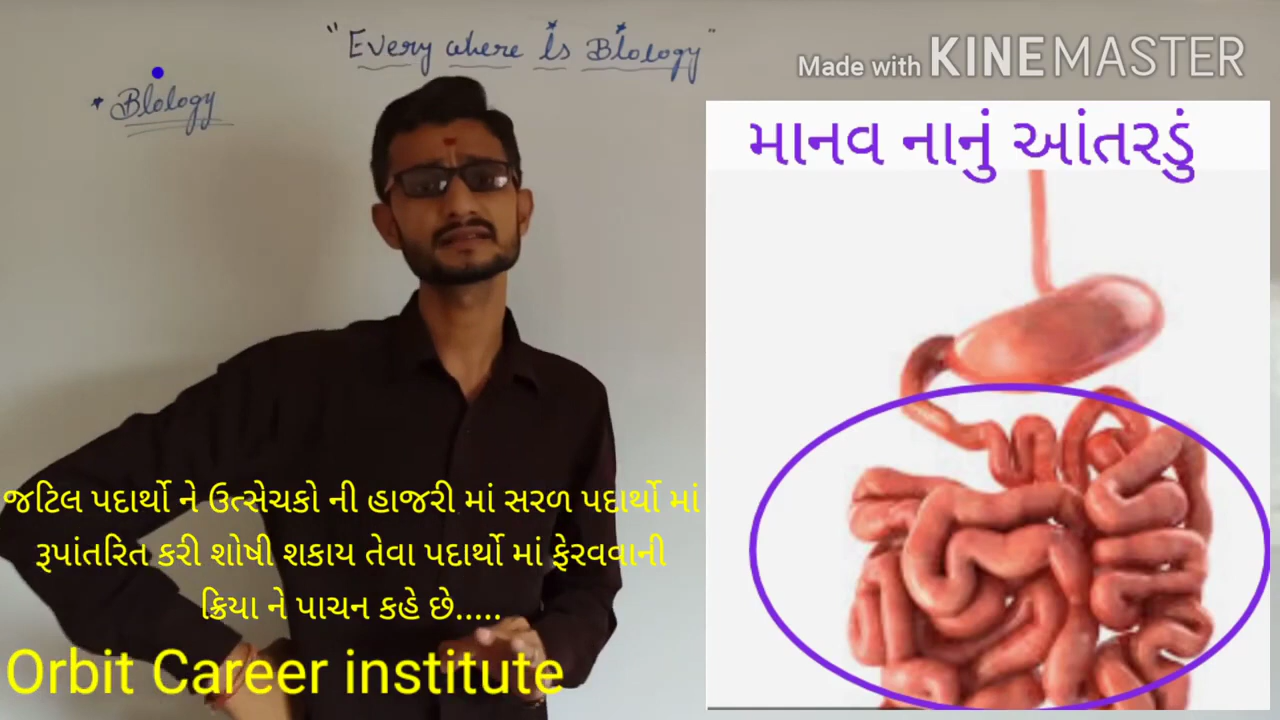 "Every where is Biology"
Made with KINEMASTER
* Biology
માનવ નાનું આંતરડું
જટિલ પદાર્થો ને ઉત્સેચકો ની હાજરી માં સરળ પદાર્થો માં
રૂપાંતરિત કરી શોષી શકાય તેવા પદાર્થો માં ફેરવવાની
ક્રિયા ને પાચન કહે છે.....
Orbit Career institute